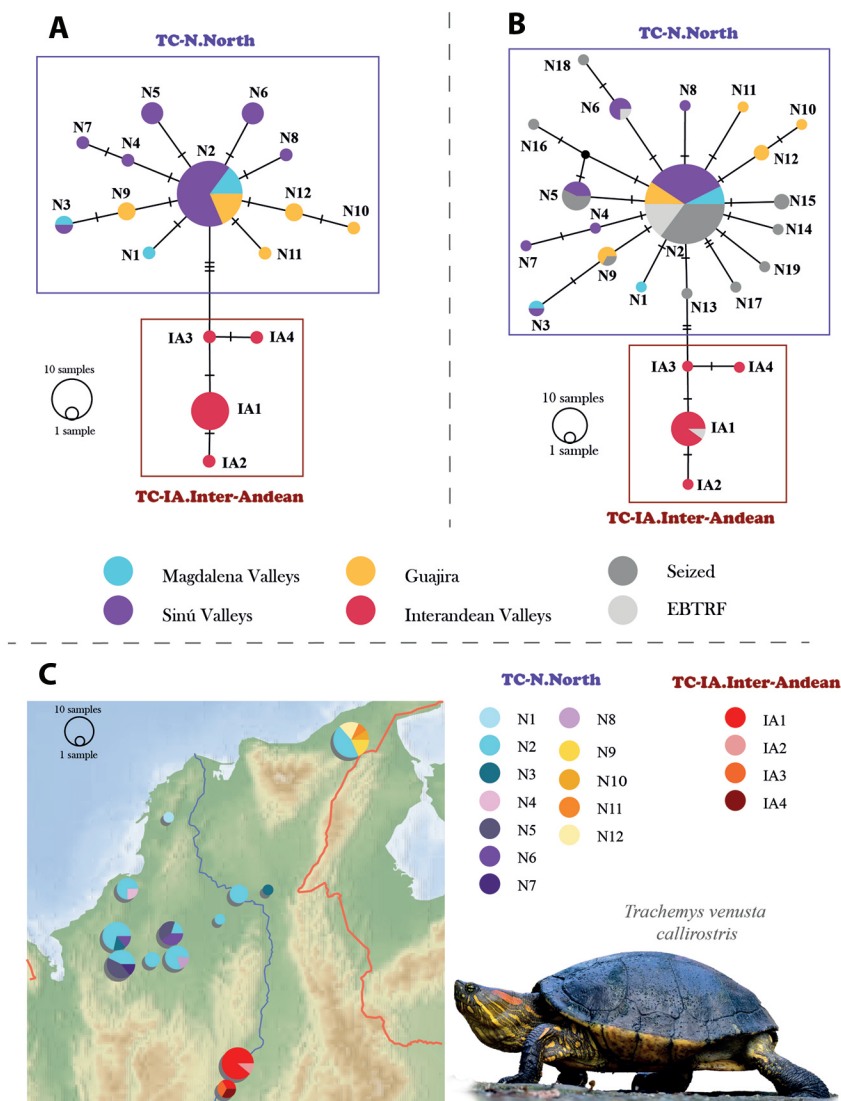 A
TC-N.North
N5
N6
N7
N4
N2
N8
N3
N9
N12
N10
N1
N11
IA3
IA4
10 samples
1 sample
IA1
IA2
TC-IA.Inter-Andean
B
TC-N.North
N18
N6
N8
N11
N10
N16
N12
N5
N15
N4
N14
N7
N2
N9
N19
N1
N13
N17
N3
IA3
IA4
10 samples
1 sample
IA1
IA2
TC-IA.Inter-Andean
Magdalena Valleys
Guajira
Seized
Sinú Valleys
Interandean Valleys
EBTRF
C
10 samples
1 sample
TC-N.North
N1
N2
N3
N4
N5
N6
N7
N8
N9
N10
N11
N12
TC-IA.Inter-Andean
IA1
IA2
IA3
IA4
Trachemys venusta
callirostris